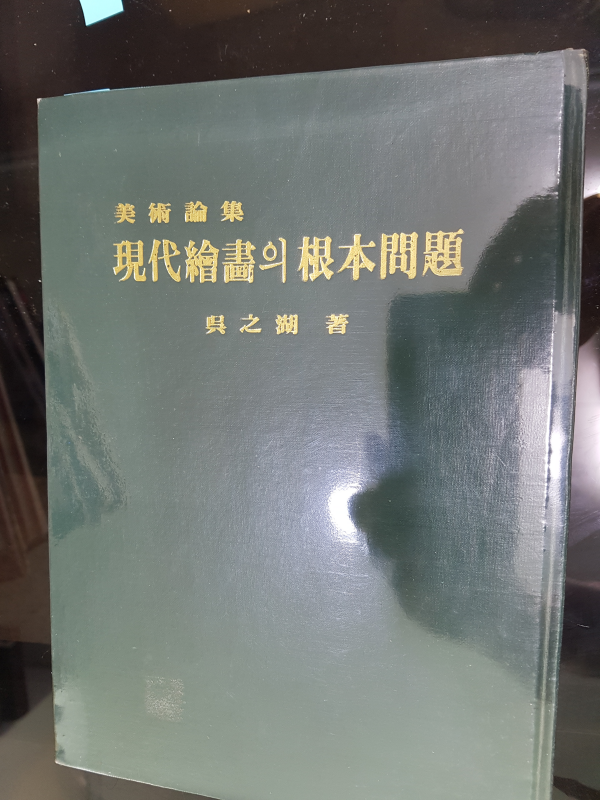 美術論集
現代繪畵의 根本問題
吳之湖 著